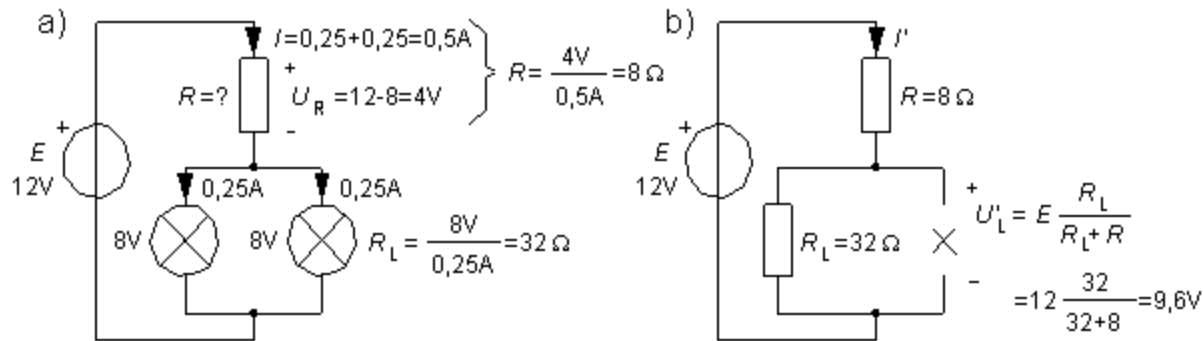 a)
I=0,25+0,25=0,5A
R=?
+
U_R =12-8=4V
-
R= 4V / 0,5A =8 Ω
+
E
12V
0,25A
0,25A
8V
8V
R_L = 8V / 0,25A =32 Ω
b)
I'
R=8 Ω
+
E
12V
R_L =32 Ω
+
U'_L = E R_L / R_L+ R
-
=12 32 / 32+8 =9,6V